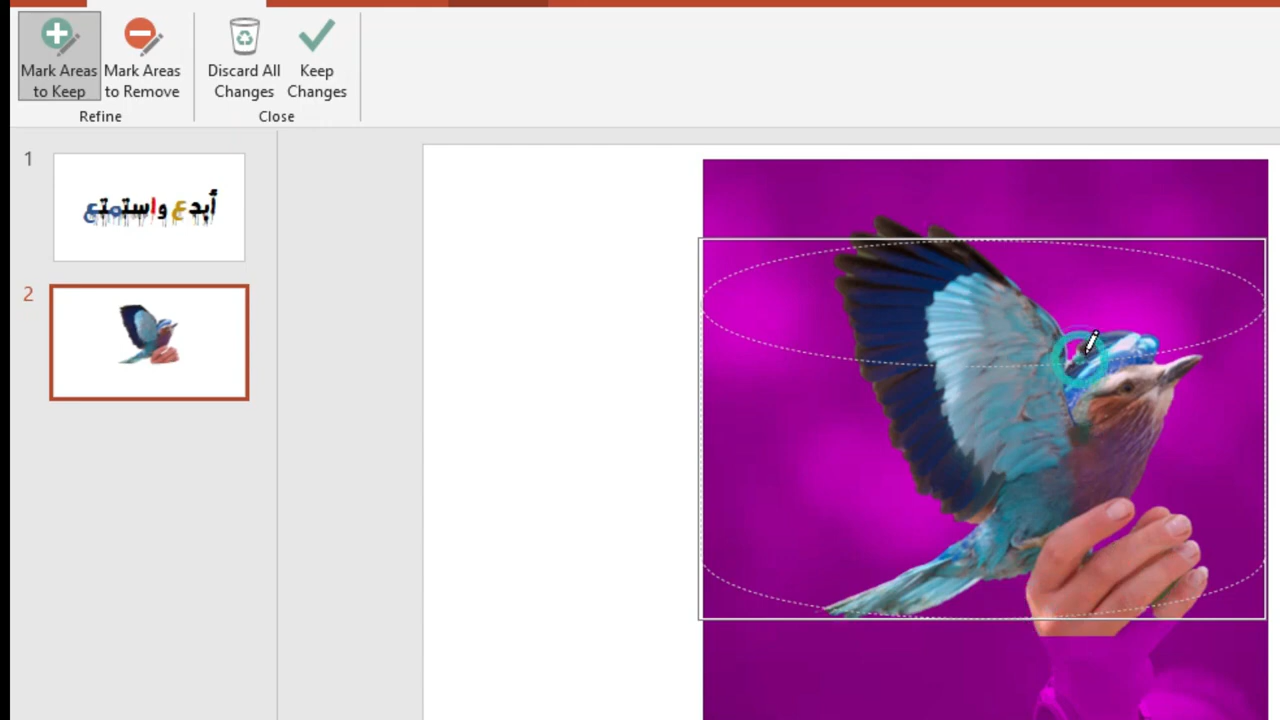 Mark Areas
to Keep
Mark Areas
to Remove
Discard All
Changes
Keep
Changes
Refine
Close
1
أبدع واستمتع
2